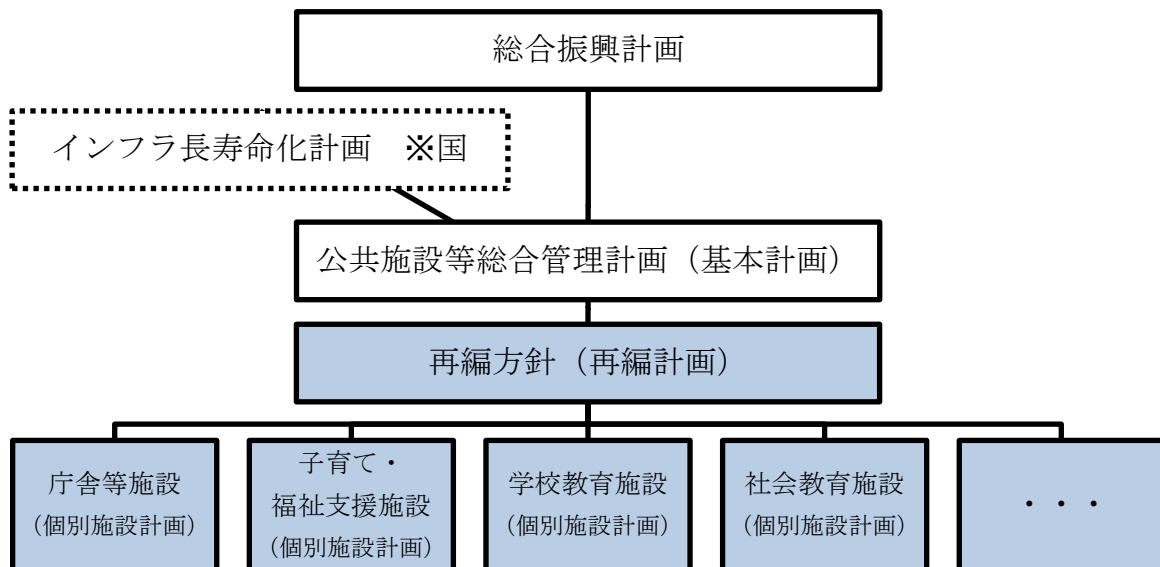 総合振興計画
インフラ長寿命化計画　※国
公共施設等総合管理計画（基本計画）
再編方針（再編計画）
庁舎等施設
（個別施設計画）
子育て・
福祉支援施設
（個別施設計画）
学校教育施設
（個別施設計画）
社会教育施設
（個別施設計画）
・・・